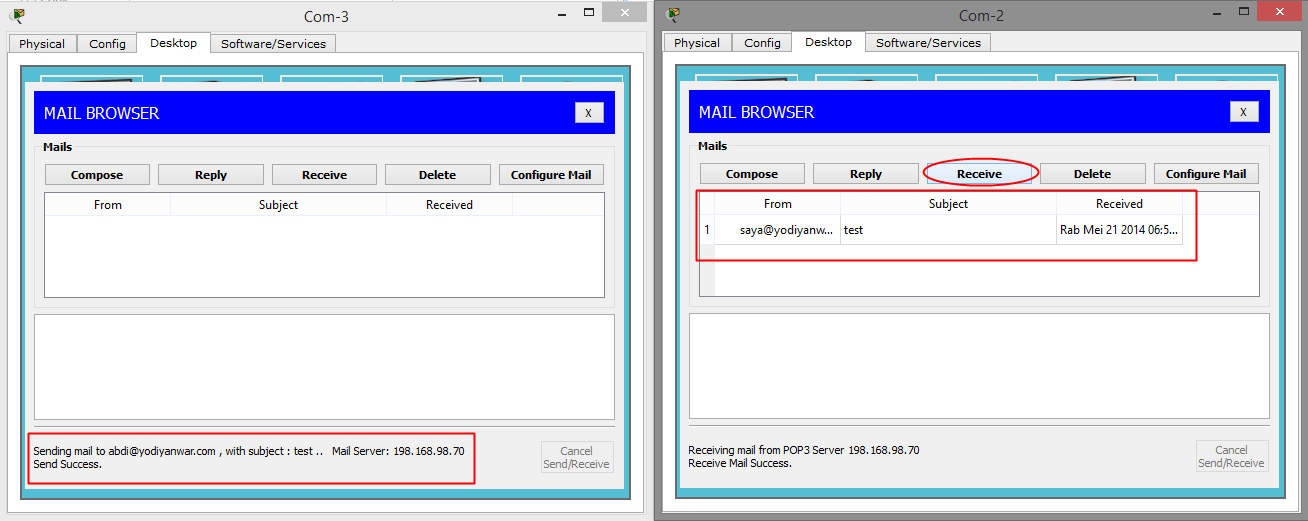 Com-3
Physical Config Desktop Software/Services
MAIL BROWSER X
Mails
Compose Reply Receive Delete Configure Mail
From Subject Received
Sending mail to abdi@yodiyanwar.com , with subject : test .. Mail Server: 198.168.98.70
Send Success.
Cancel
Send/Receive
Com-2
Physical Config Desktop Software/Services
MAIL BROWSER X
Mails
Compose Reply Receive Delete Configure Mail
From Subject Received
1 saya@yodiyanw... test Rab Mei 21 2014 06:5...
Receiving mail from POP3 Server 198.168.98.70
Receive Mail Success.
Cancel
Send/Receive